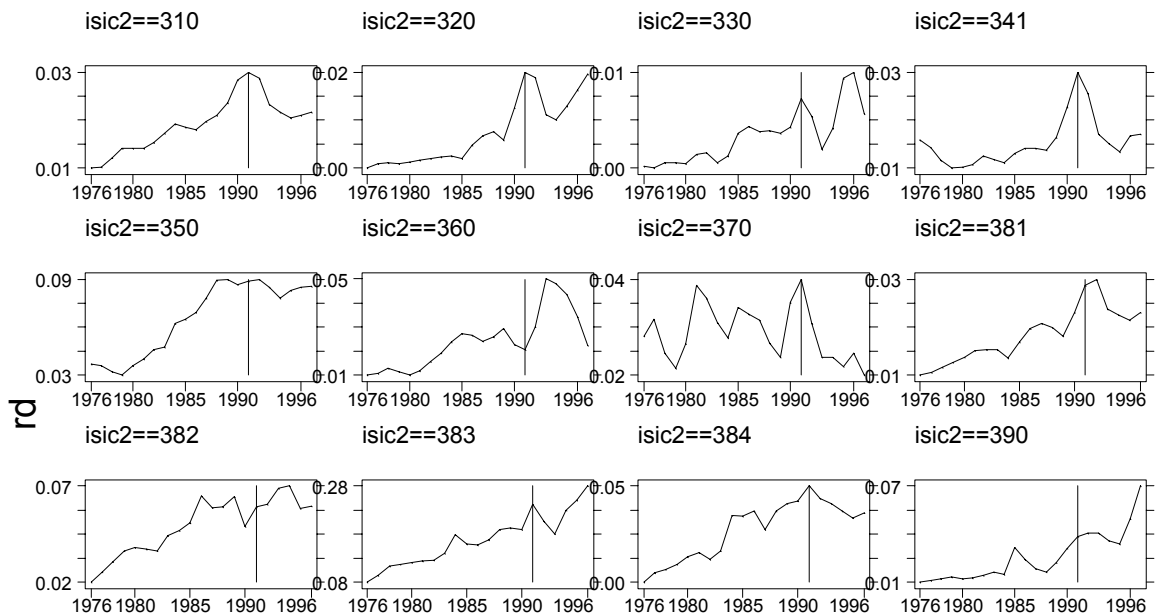 isic2==310 isic2==320 isic2==330 isic2==341
0.03 0.02 0.01 0.03
0.01 0.00 0.00 0.01
1976 1980 1985 1990 1996 1976 1980 1985 1990 1996 1976 1980 1985 1990 1996 1976 1980 1985 1990 1996
isic2==350 isic2==360 isic2==370 isic2==381
0.09 0.05 0.04 0.03
0.03 0.01 0.02 0.01
1976 1980 1985 1990 1996 1976 1980 1985 1990 1996 1976 1980 1985 1990 1996 1976 1980 1985 1990 1996
rd
isic2==382 isic2==383 isic2==384 isic2==390
0.07 0.28 0.05 0.07
0.02 0.08 0.00 0.01
1976 1980 1985 1990 1996 1976 1980 1985 1990 1996 1976 1980 1985 1990 1996 1976 1980 1985 1990 1996